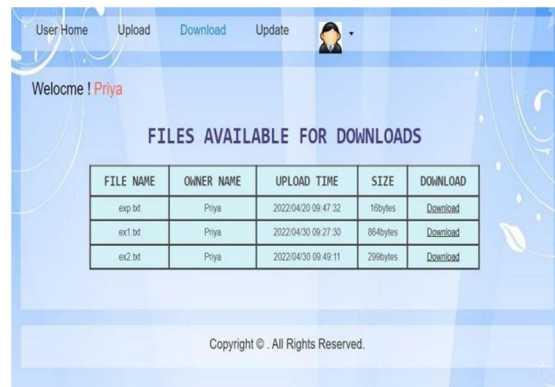 User Home Upload Download Update
Welocme ! Priya
FILES AVAILABLE FOR DOWNLOADS
FILE NAME OWNER NAME UPLOAD TIME SIZE DOWNLOAD
exp.txt Priya 2022/04/20 09:47:32 16bytes Download
ex1.txt Priya 2022/04/30 09:27:30 864bytes Download
ex2.txt Priya 2022/04/30 09:49:11 299bytes Download
Copyright © . All Rights Reserved.